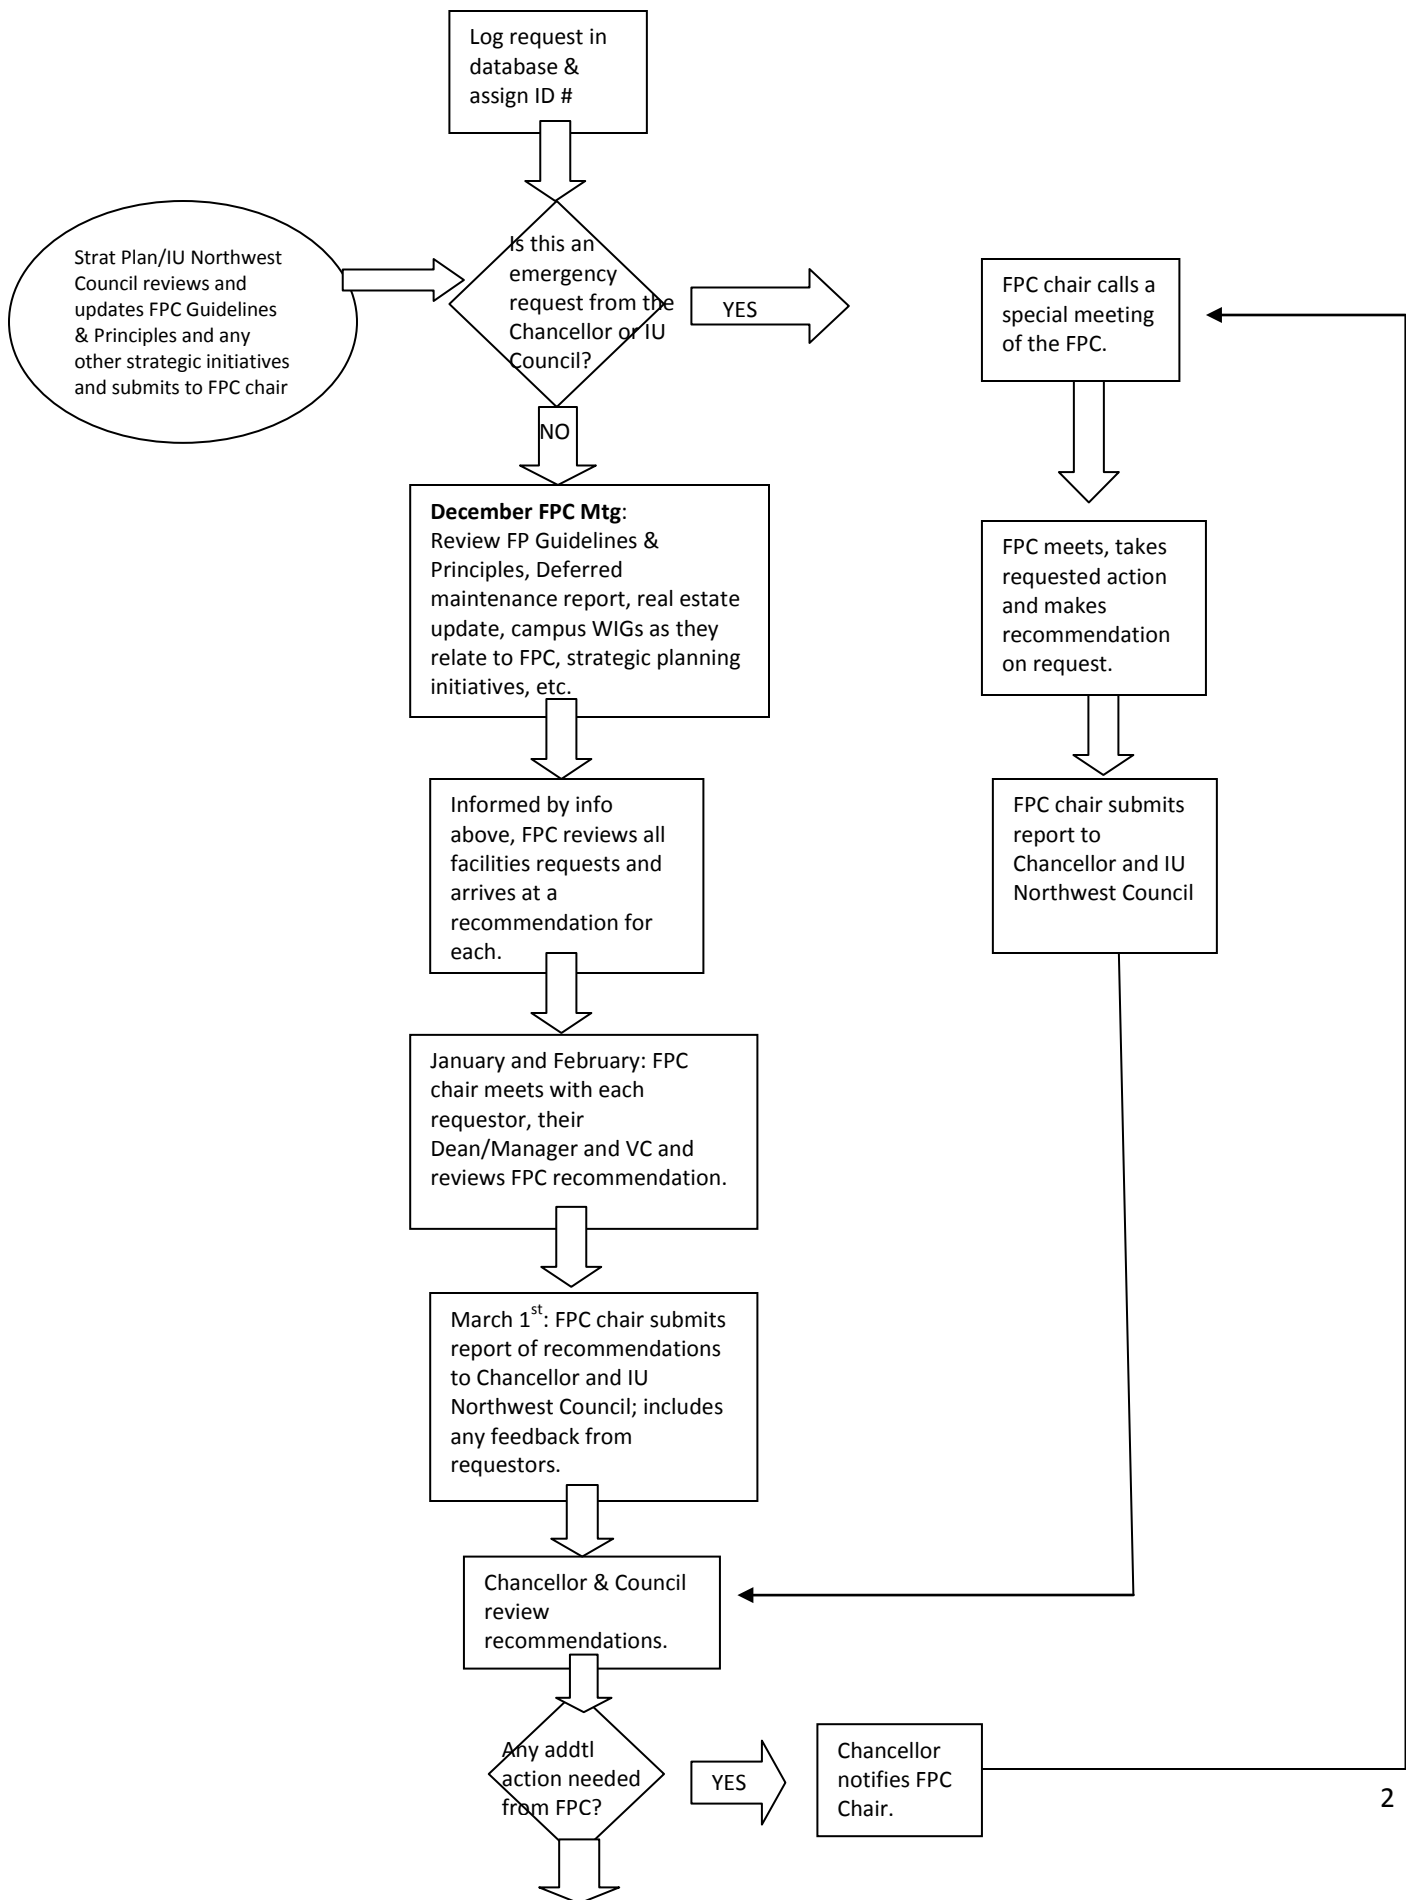 Log request in
database &
assign ID #
Strat Plan/IU Northwest
Council reviews and
updates FPC Guidelines
& Principles and any
other strategic initiatives
and submits to FPC chair
Is this an
emergency
request from the
Chancellor or IU
Council?
YES
FPC chair calls a
special meeting
of the FPC.
NO
December FPC Mtg:
Review FP Guidelines &
Principles, Deferred
maintenance report, real estate
update, campus WIGs as they
relate to FPC, strategic planning
initiatives, etc.
FPC meets, takes
requested action
and makes
recommendation
on request.
Informed by info
above, FPC reviews all
facilities requests and
arrives at a
recommendation for
each.
FPC chair submits
report to
Chancellor and IU
Northwest Council
January and February: FPC
chair meets with each
requestor, their
Dean/Manager and VC and
reviews FPC recommendation.
March 1st: FPC chair submits
report of recommendations
to Chancellor and IU
Northwest Council; includes
any feedback from
requestors.
Chancellor & Council
review
recommendations.
Any addtl
action needed
from FPC?
YES
Chancellor
notifies FPC
Chair.
2